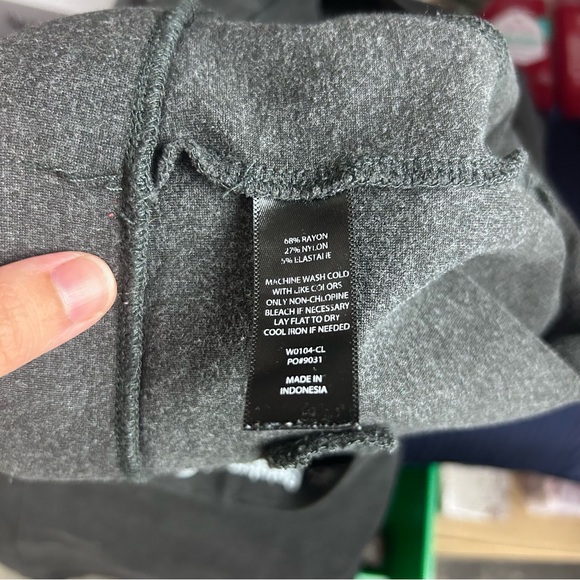 68% RAYON
27% NYLON
5% ELASTANE
MACHINE WASH COLD
WITH LIKE COLORS
ONLY NON-CHLORINE
BLEACH IF NECESSARY
LAY FLAT TO DRY
COOL IRON IF NEEDED
W0104-CL
PO#9031
MADE IN
INDONESIA